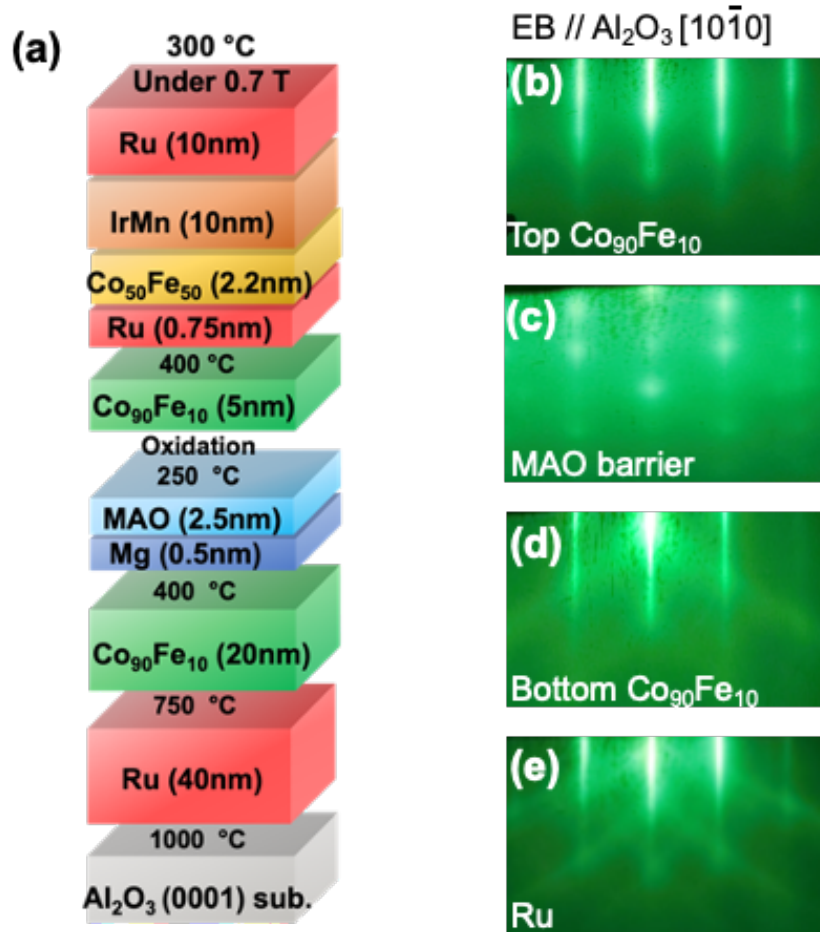 (a)
300 °C
Under 0.7 T
Ru (10nm)
IrMn (10nm)
Co₅₀Fe₅₀ (2.2nm)
Ru (0.75nm)
400 °C
Co₉₀Fe₁₀ (5nm)
Oxidation
250 °C
MAO (2.5nm)
Mg (0.5nm)
400 °C
Co₉₀Fe₁₀ (20nm)
750 °C
Ru (40nm)
1000 °C
Al₂O₃ (0001) sub.
EB // Al₂O₃ [101̄0]
(b)
Top Co₉₀Fe₁₀
(c)
MAO barrier
(d)
Bottom Co₉₀Fe₁₀
(e)
Ru